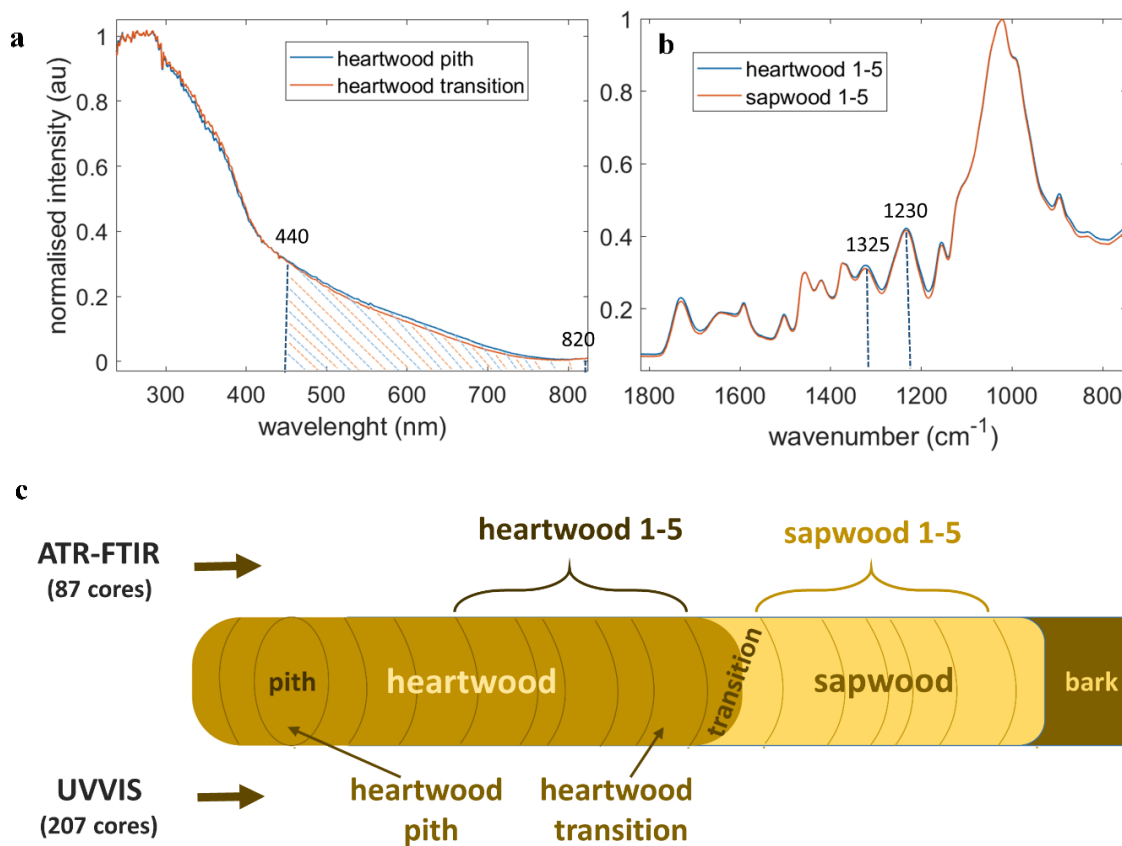 a
normalised intensity (au)
1
0.8
0.6
0.4
0.2
0
heartwood pith
heartwood transition
440
820
300 400 500 600 700 800
wavelenght (nm)
b
1
0.8
0.6
0.4
0.2
heartwood 1-5
sapwood 1-5
1325
1230
1800 1600 1400 1200 1000 800
wavenumber (cm⁻¹)
c
ATR-FTIR
(87 cores)
heartwood 1-5
sapwood 1-5
pith
heartwood
transition
sapwood
bark
UVVIS
(207 cores)
heartwood
pith
heartwood
transition